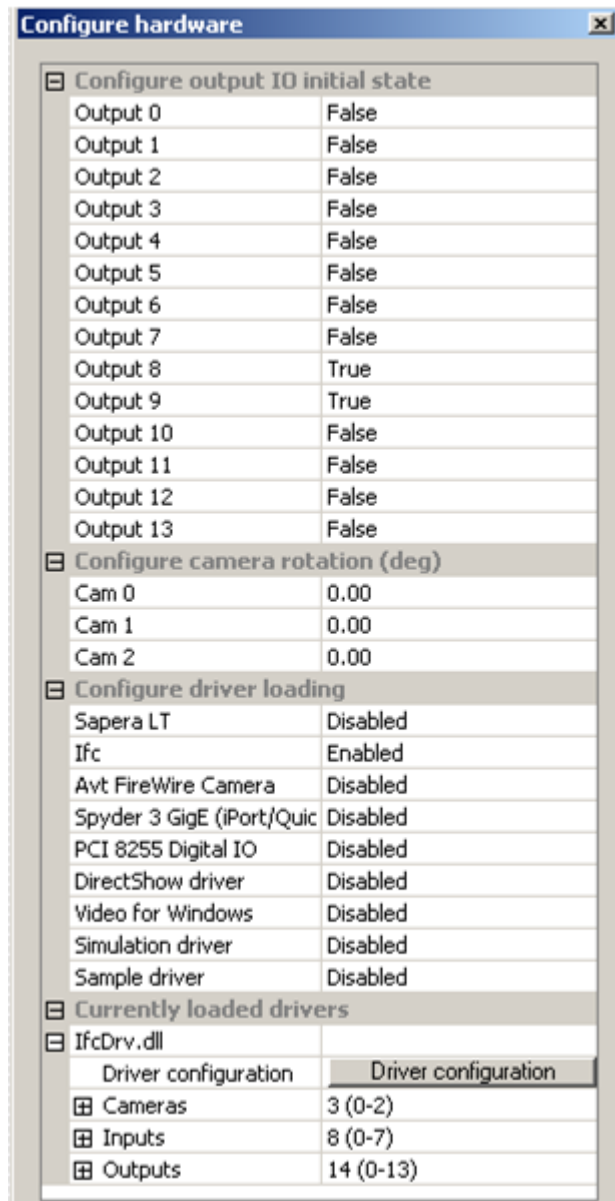 Configure hardware
Configure output IO initial state
Output 0 False
Output 1 False
Output 2 False
Output 3 False
Output 4 False
Output 5 False
Output 6 False
Output 7 False
Output 8 True
Output 9 True
Output 10 False
Output 11 False
Output 12 False
Output 13 False
Configure camera rotation (deg)
Cam 0 0.00
Cam 1 0.00
Cam 2 0.00
Configure driver loading
Sapera LT Disabled
Ifc Enabled
Avt FireWire Camera Disabled
Spyder 3 GigE (iPort/Quic Disabled
PCI 8255 Digital IO Disabled
DirectShow driver Disabled
Video for Windows Disabled
Simulation driver Disabled
Sample driver Disabled
Currently loaded drivers
IfcDrv.dll
Driver configuration Driver configuration
Cameras 3 (0-2)
Inputs 8 (0-7)
Outputs 14 (0-13)